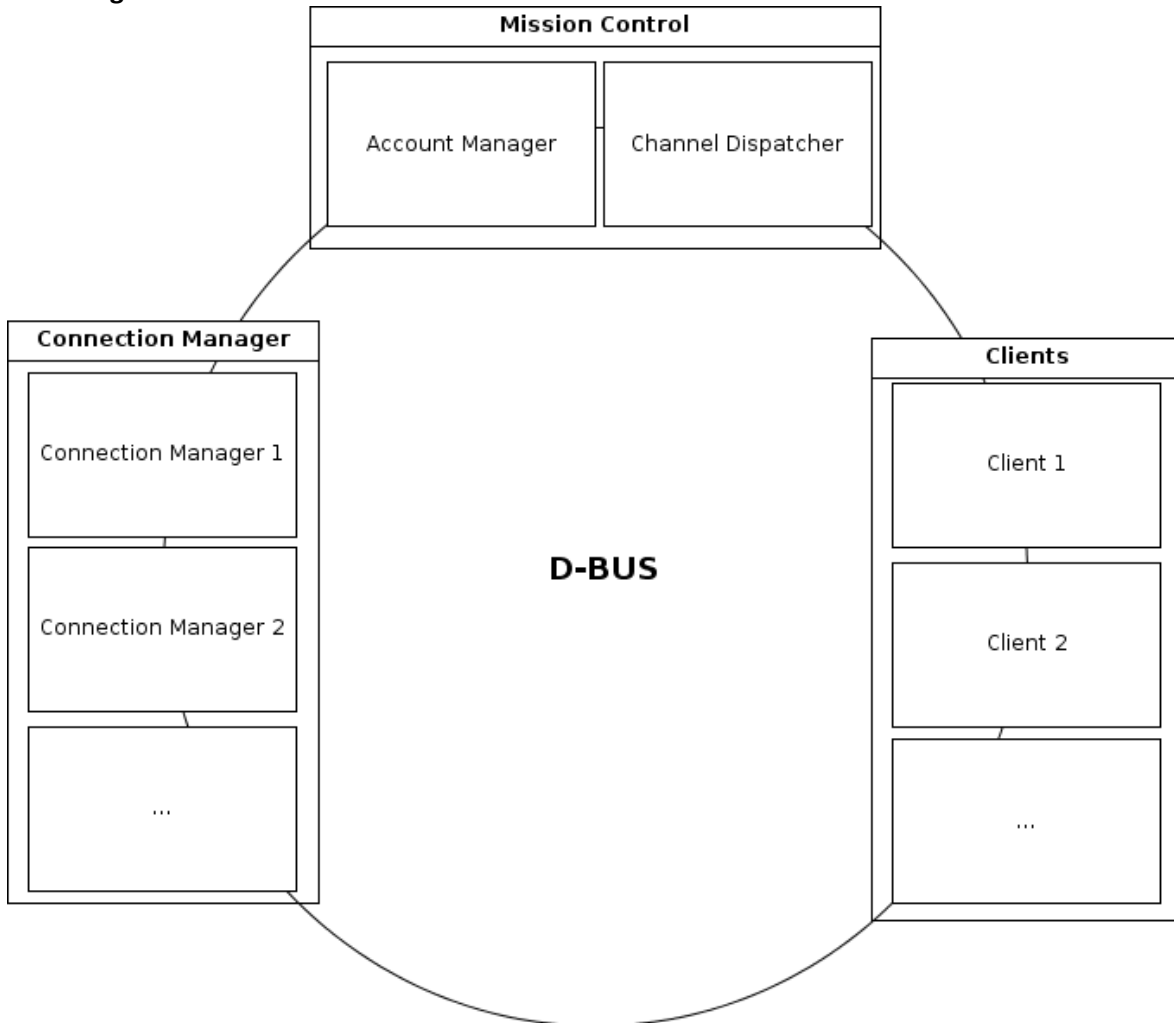 Mission Control
Account Manager
Channel Dispatcher
Connection Manager
Connection Manager 1
Connection Manager 2
...
D-BUS
Clients
Client 1
Client 2
...